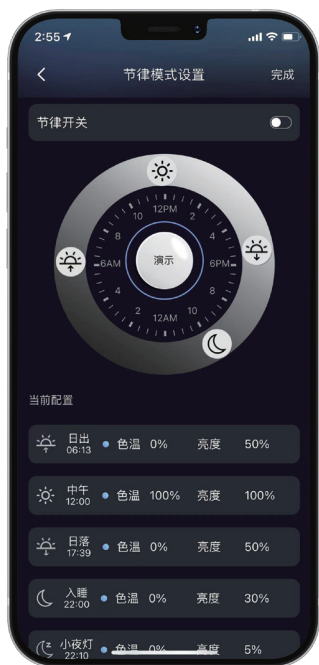 2:55
节律模式设置
完成
节律开关
12PM
10
2
8
4
6AM
演示
6PM
4
8
2
10
12AM
当前配置
日出 色温 0% 亮度 50%
06:13
中午 色温 100% 亮度 100%
12:00
日落 色温 0% 亮度 50%
17:39
入睡 色温 0% 亮度 30%
22:00
小夜灯 色温 0% 亮度 5%
22:10